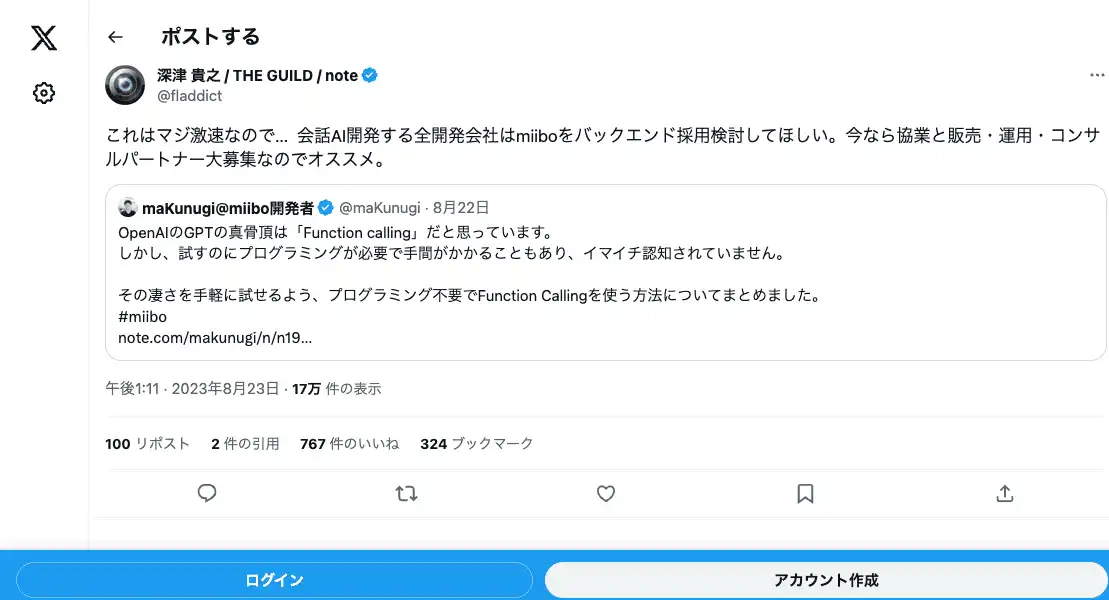 ポストする
深津 貴之 / THE GUILD / note
@fladdict
これはマジ激速なので... 会話AI開発する全開発会社はmiiboをバックエンド採用検討してほしい。今なら協業と販売・運用・コンサ
ルパートナー大募集なのでオススメ。
maKunugi@miibo開発者 @maKunugi · 8月22日
OpenAIのGPTの真骨頂は「Function calling」だと思っています。
しかし、試すのにプログラミングが必要で手間がかかることもあり、イマイチ認知されていません。
その凄さを手軽に試せるよう、プログラミング不要でFunction Callingを使う方法についてまとめました。
#miibo
note.com/makunugi/n/n19...
午後1:11 · 2023年8月23日 · 17万 件の表示
100 リポスト 2 件の引用 767 件のいいね 324 ブックマーク
ログイン アカウント作成